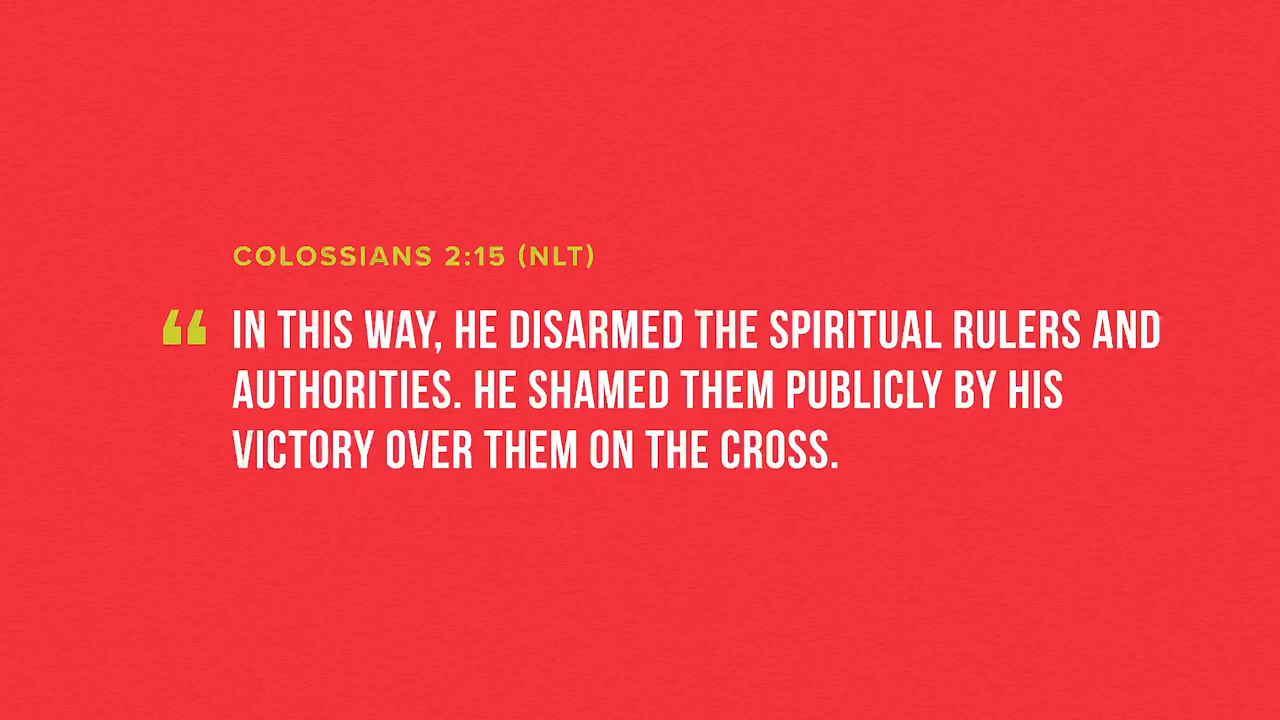 COLOSSIANS 2:15 (NLT)
“ IN THIS WAY, HE DISARMED THE SPIRITUAL RULERS AND
AUTHORITIES. HE SHAMED THEM PUBLICLY BY HIS
VICTORY OVER THEM ON THE CROSS.